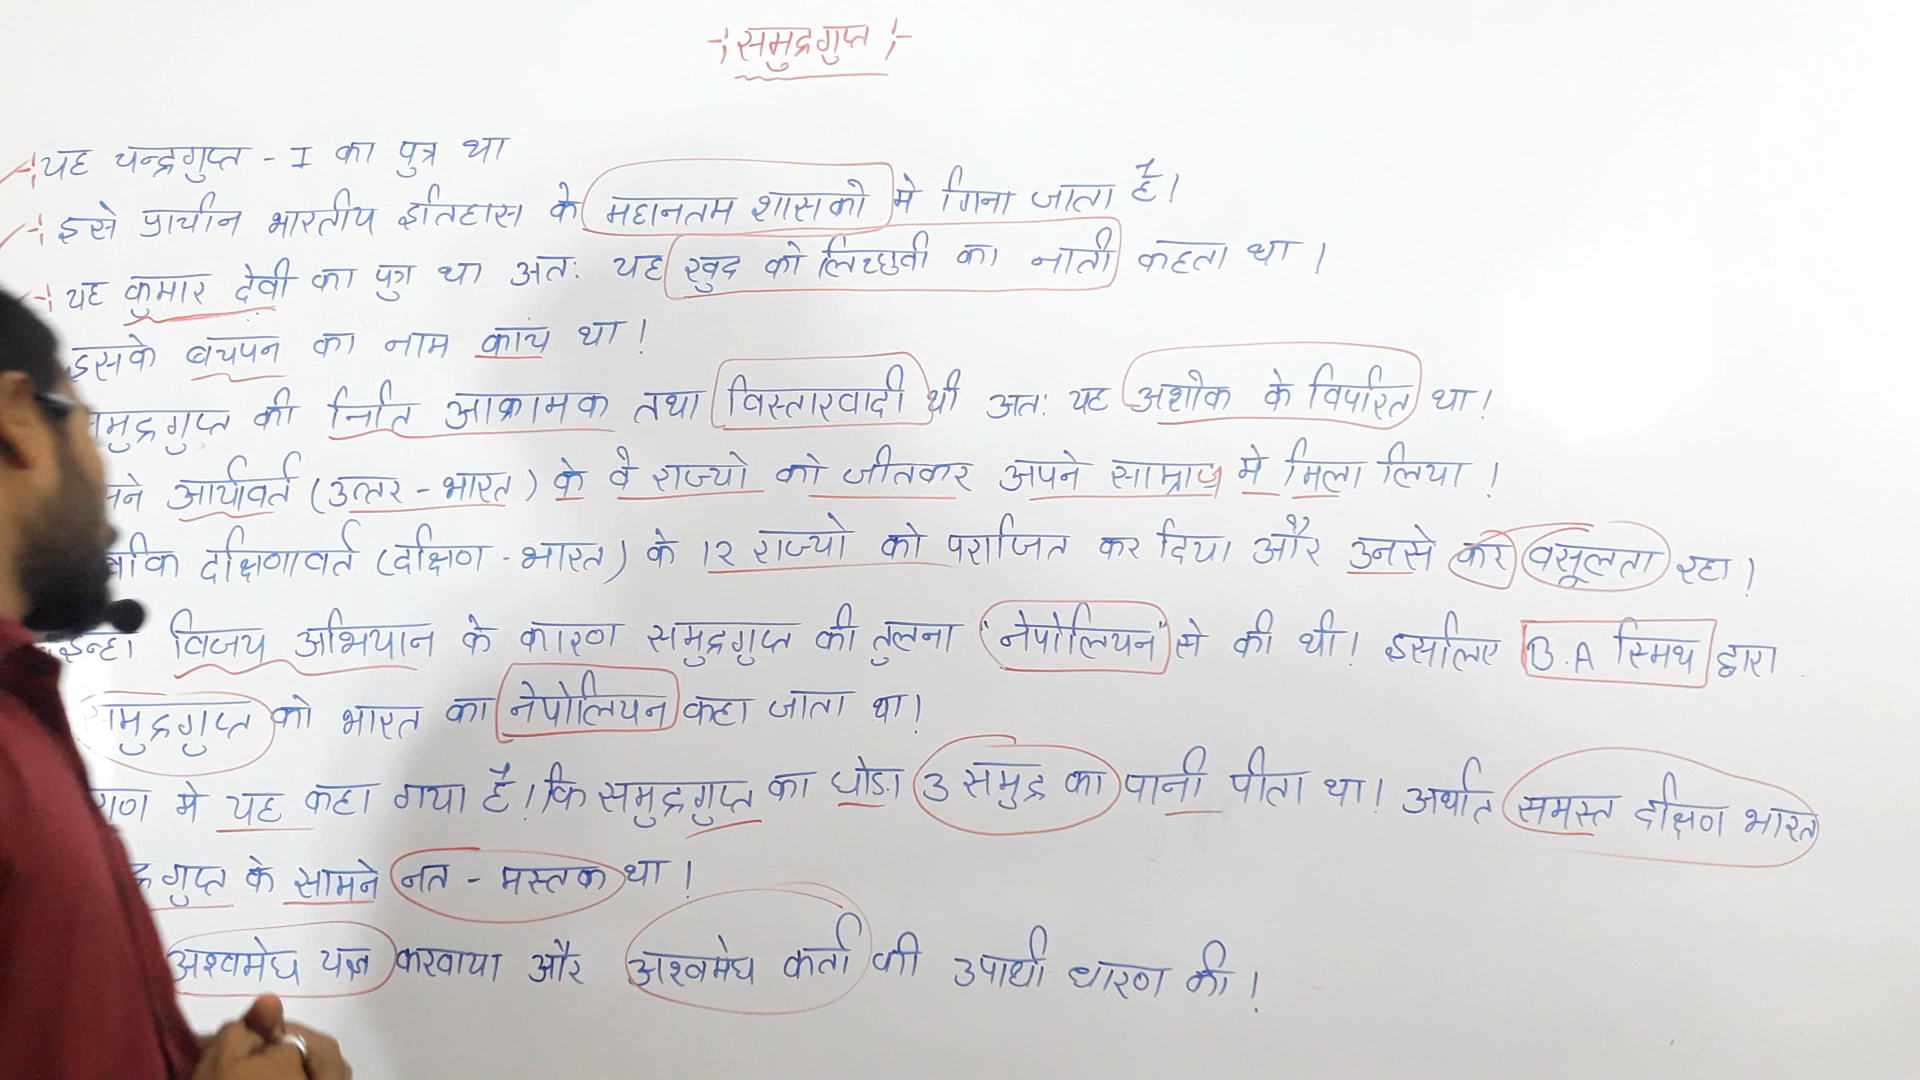 -: समुद्रगुप्त :-
-: यह चन्द्रगुप्त - I का पुत्र था
-: इसे प्राचीन भारतीय इतिहास के महानतम शासको मे गिना जाता है।
-: यह कुमार देवी का पुत्र था अतः यह खुद को लिच्छवी का नाती कहता था।
इसके बचपन का नाम कांच था।
मुद्रगुप्त की निति आक्रामक तथा विस्तारवादी थी अतः यह अशोक के विपरित था।
ने आर्यावर्त (उत्तर - भारत) के वे राज्यो को जीतकर अपने साम्राज्य मे मिला लिया।
कि दक्षिणावर्त (दक्षिण - भारत) के 12 राज्यो को पराजित कर दिया और उनसे कर वसूलता रहा।
इन्ही विजय अभियान के कारण समुद्रगुप्त की तुलना "नेपोलियन" से की थी। इसलिए B.A स्मिथ द्वारा
समुद्रगुप्त को भारत का नेपोलियन कहा जाता था।
मे यह कहा गया है। कि समुद्रगुप्त का घोड़ा 3 समुद्र का पानी पीता था। अर्थात समस्त दक्षिण भारत
द्रगुप्त के सामने नत - मस्तक था।
अश्वमेघ यज्ञ करवाया और अश्वमेघ कर्ता की उपाधी धारण की।